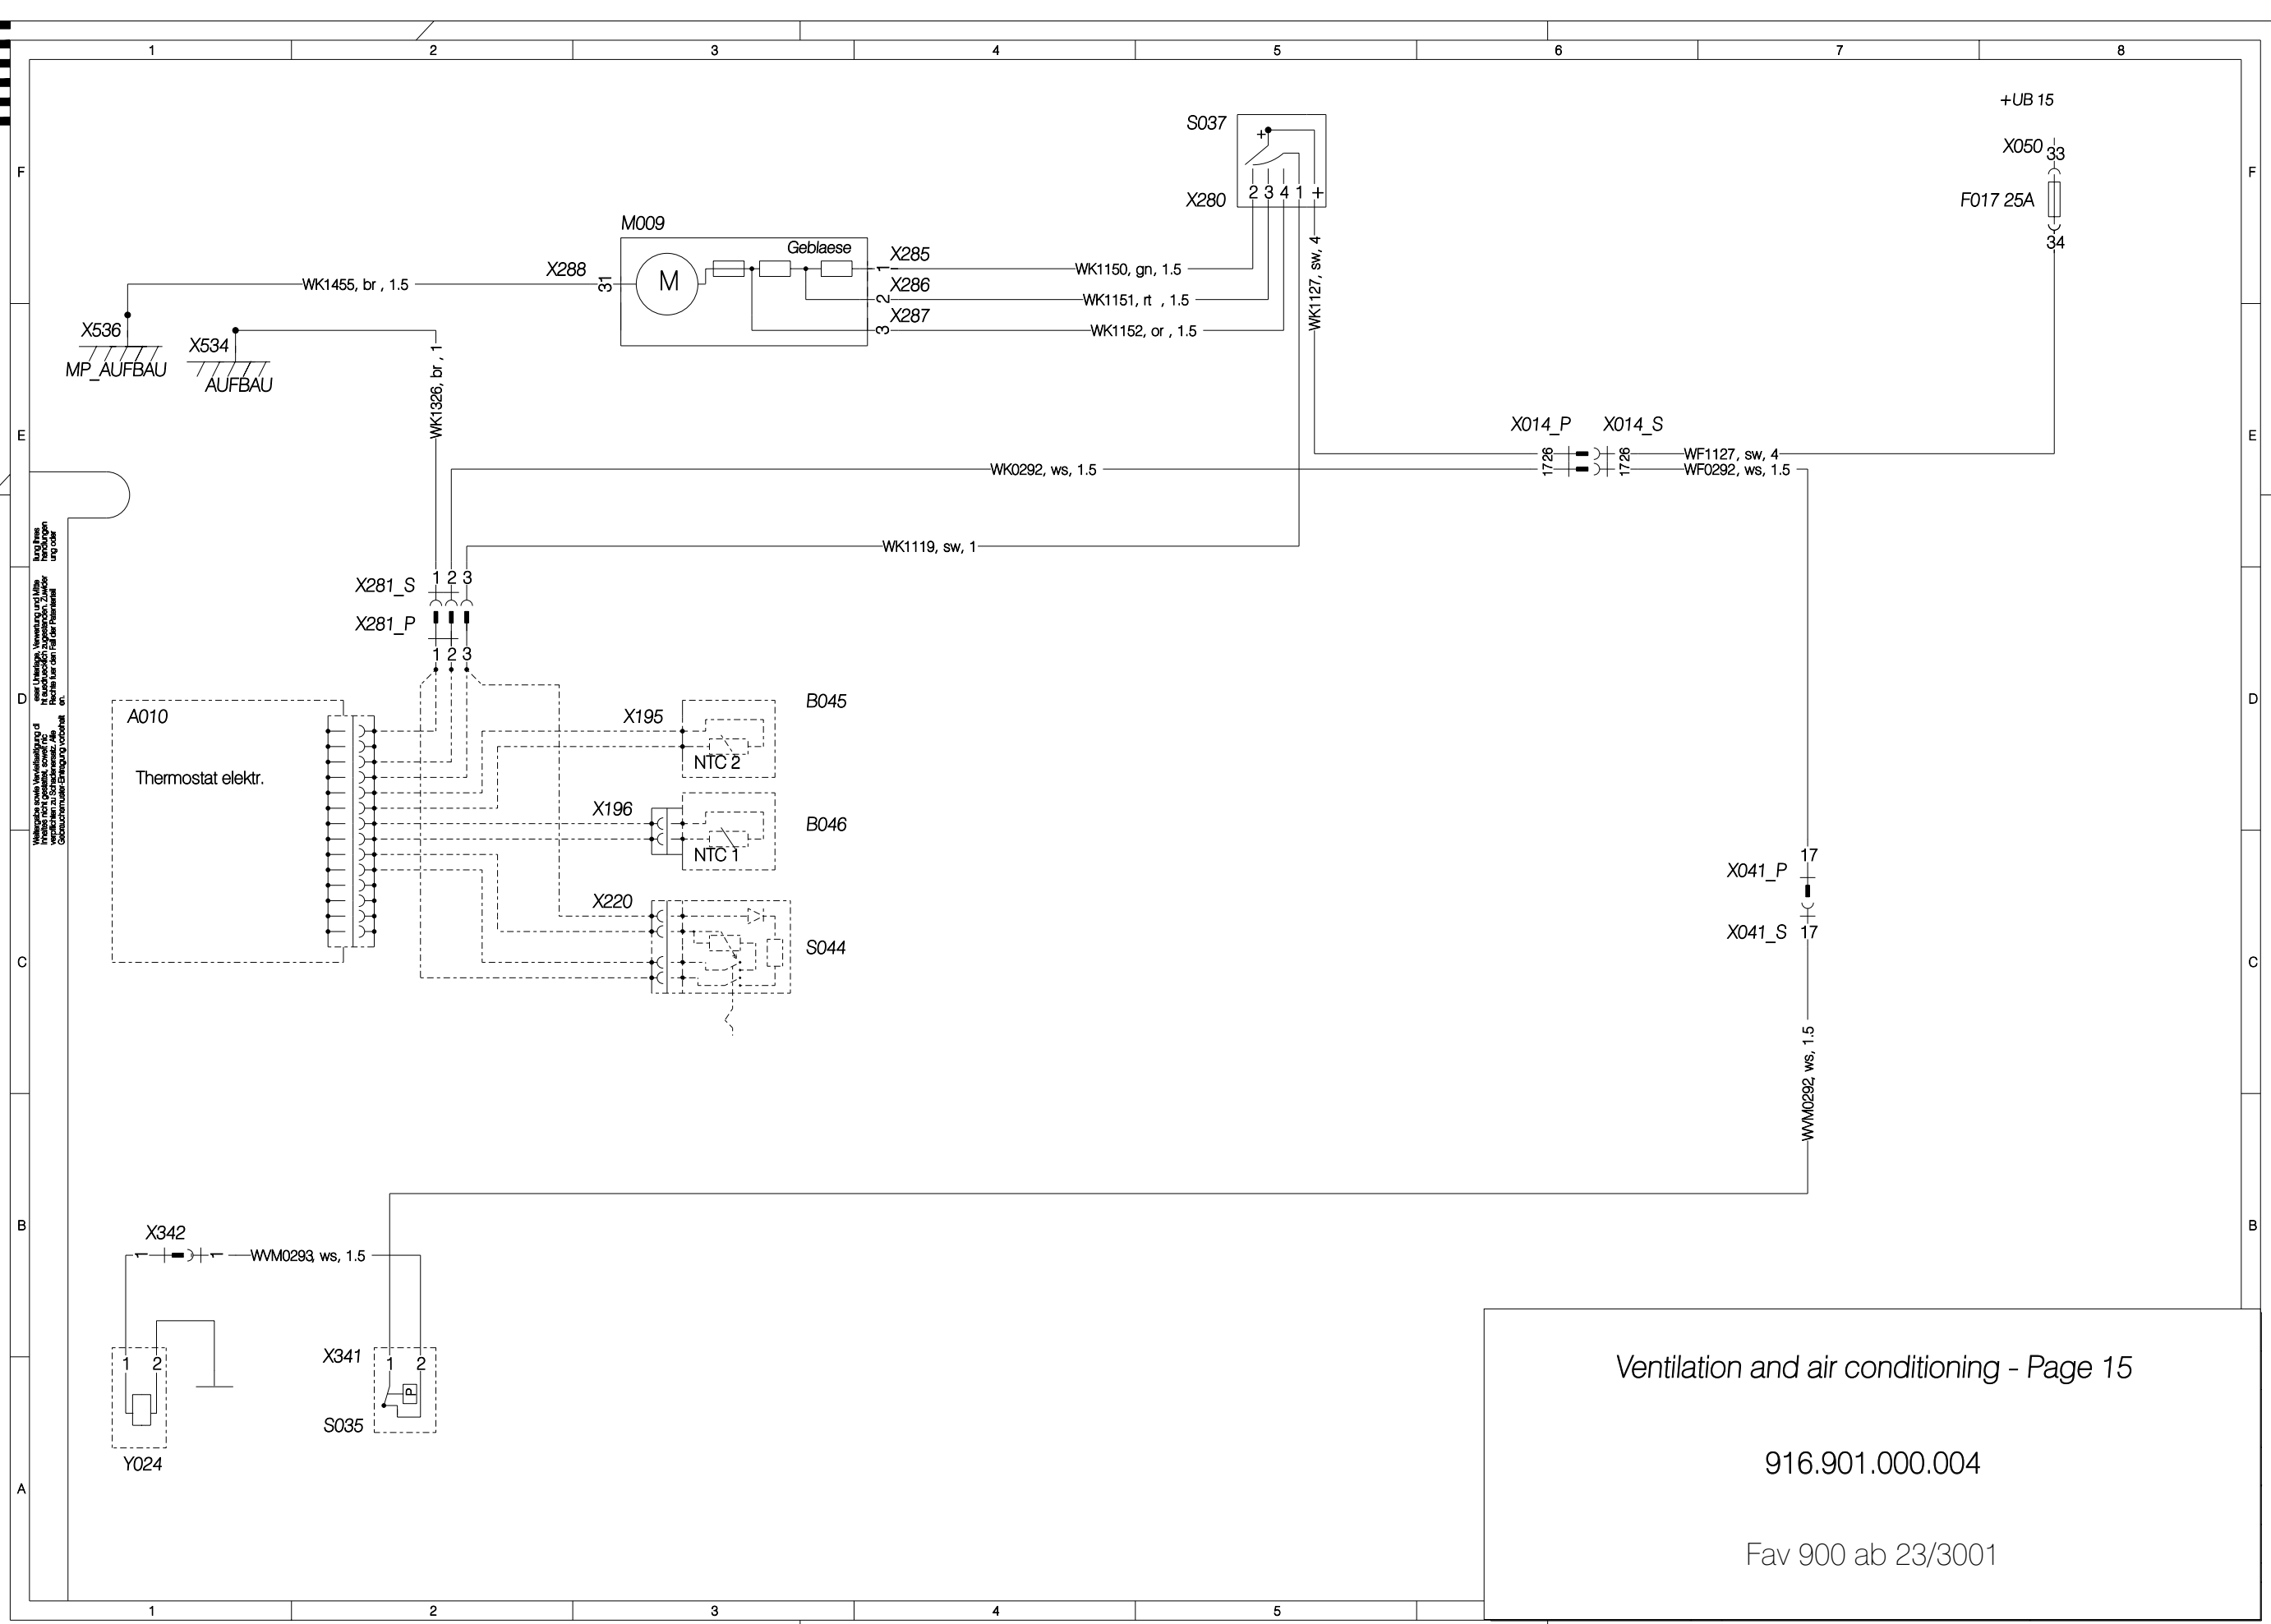 1 2 3 4 5 6 7 8
+UB 15
S037
X050 33
F F
2 3 4 1 +
X280
F017 25A
M009
34
Geblaese
X285
X288 31
M
1
WK1150, gn, 1.5
WK1127, sw, 4
WK1455, br , 1.5
X286
2
WK1151, rt , 1.5
X287
3
WK1152, or , 1.5
X536
X534
MP_AUFBAU
AUFBAU
WK1326, br , 1
E E
X014_P X014_S
26 26
WF1127, sw, 4
WK0292, ws, 1.5
17 17
WF0292, ws, 1.5
WK1119, sw, 1
X281_S
1 2 3
X281_P
1 2 3
D D
A010
X195
B045
NTC 2
Thermostat elektr.
X196
B046
NTC 1
17
X041_P
X220
X041_S 17
S044
C C
WVM0292, ws, 1.5
B B
X342
1 1
WVM0293, ws, 1.5
X341
1 2
1 2
P
S035
Y024
A
Ventilation and air conditioning - Page 15
916.901.000.004
Fav 900 ab 23/3001
1 2 3 4 5